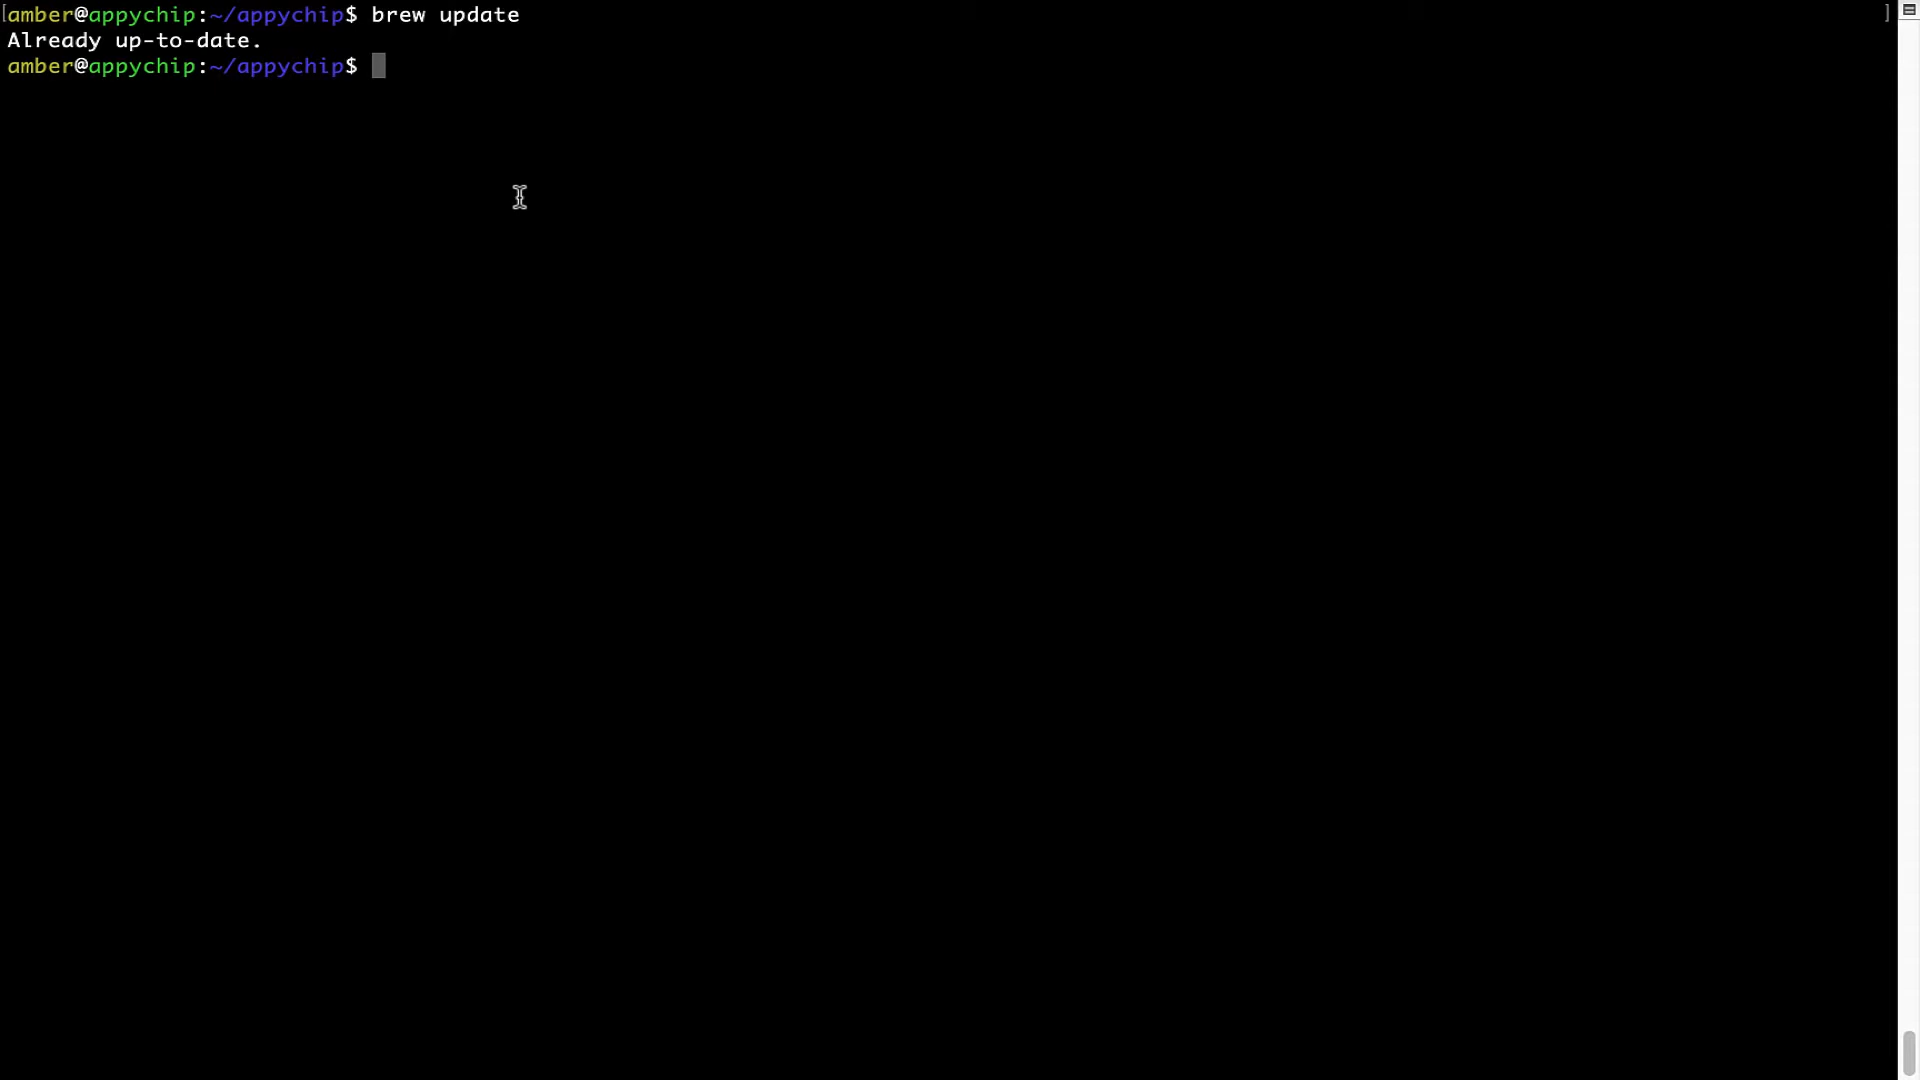 [amber@appychip:~/appychip$ brew update ]
Already up-to-date.
amber@appychip:~/appychip$